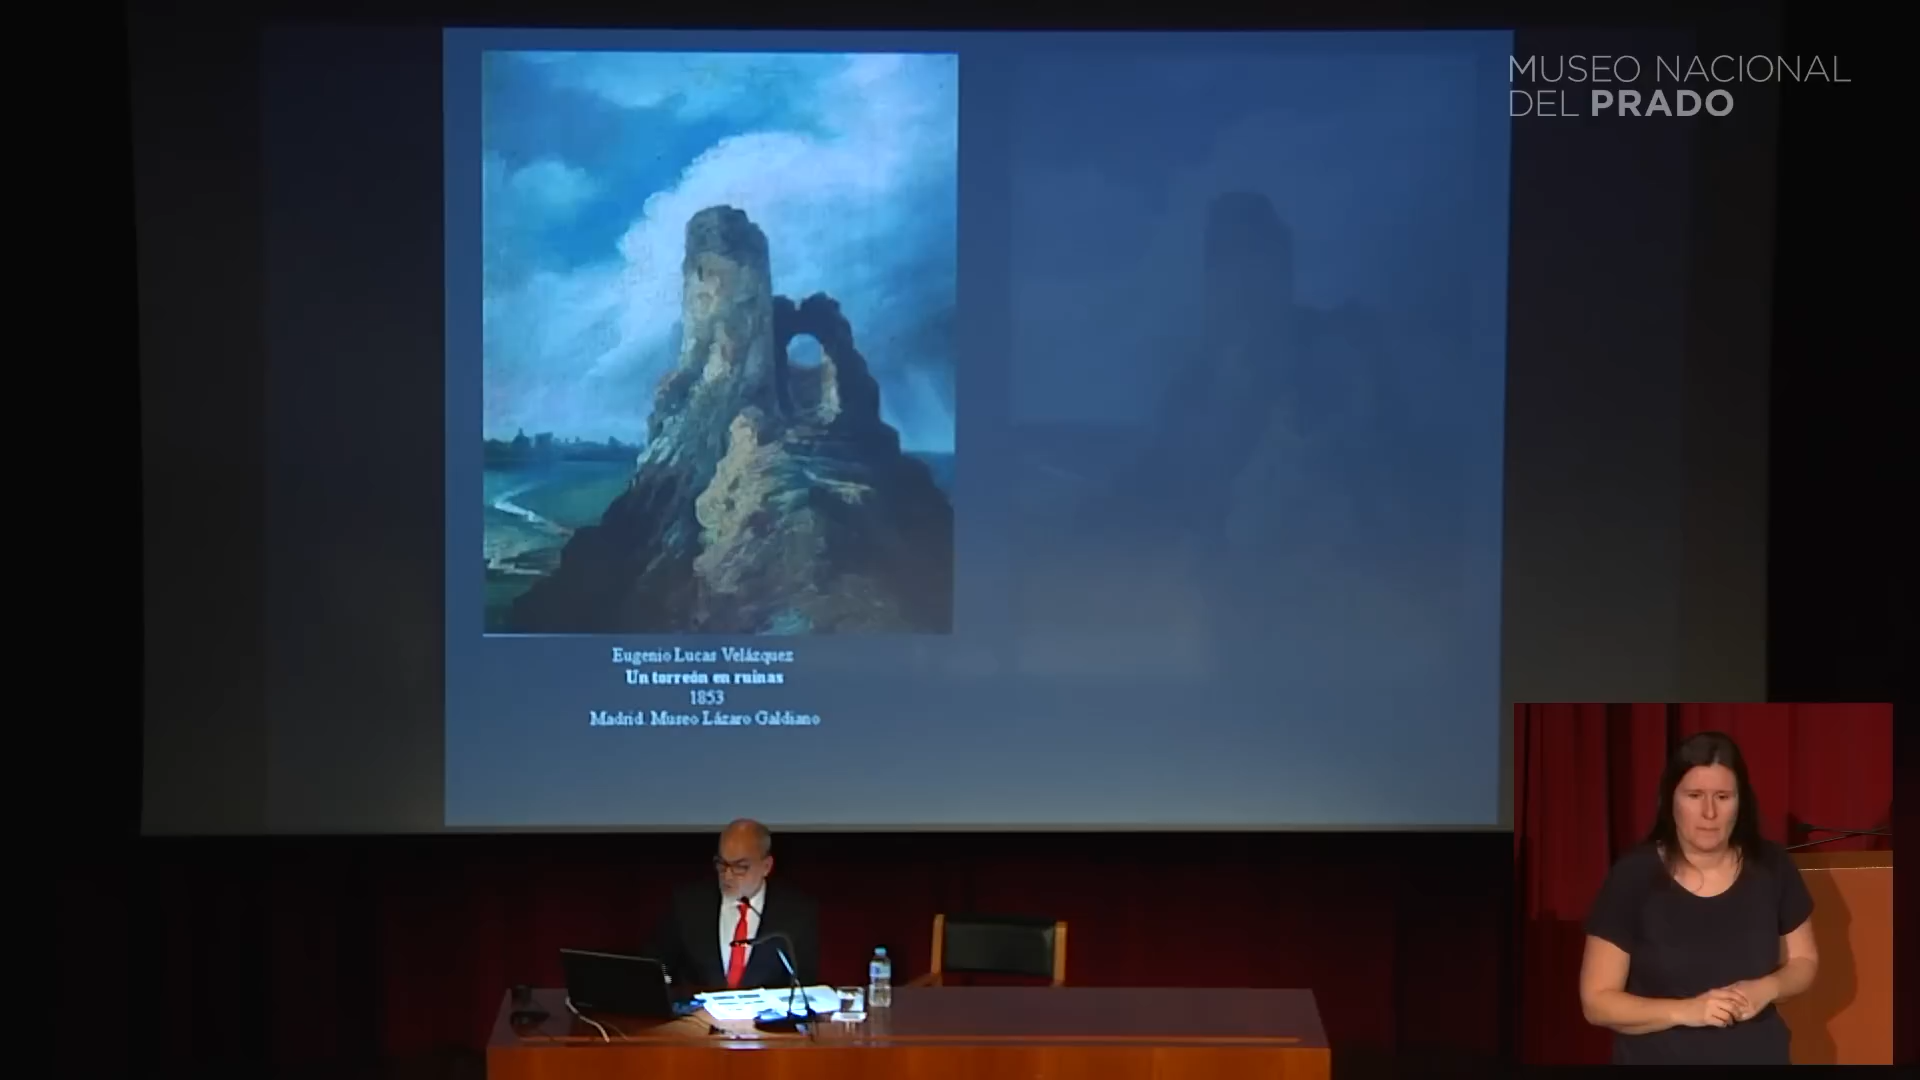 MUSEO NACIONAL
DEL PRADO
Eugenio Lucas Velázquez
Un torreón en ruinas
1853
Madrid. Museo Lázaro Galdiano